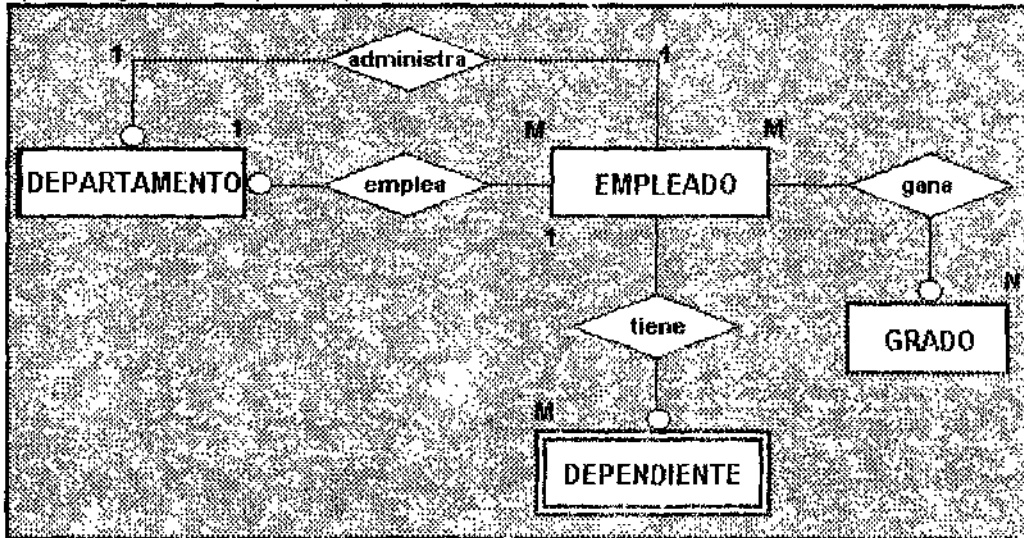 1 administra 1
1 M M
DEPARTAMENTO emplea EMPLEADO gana
1
N
tiene
GRADO
M
DEPENDIENTE